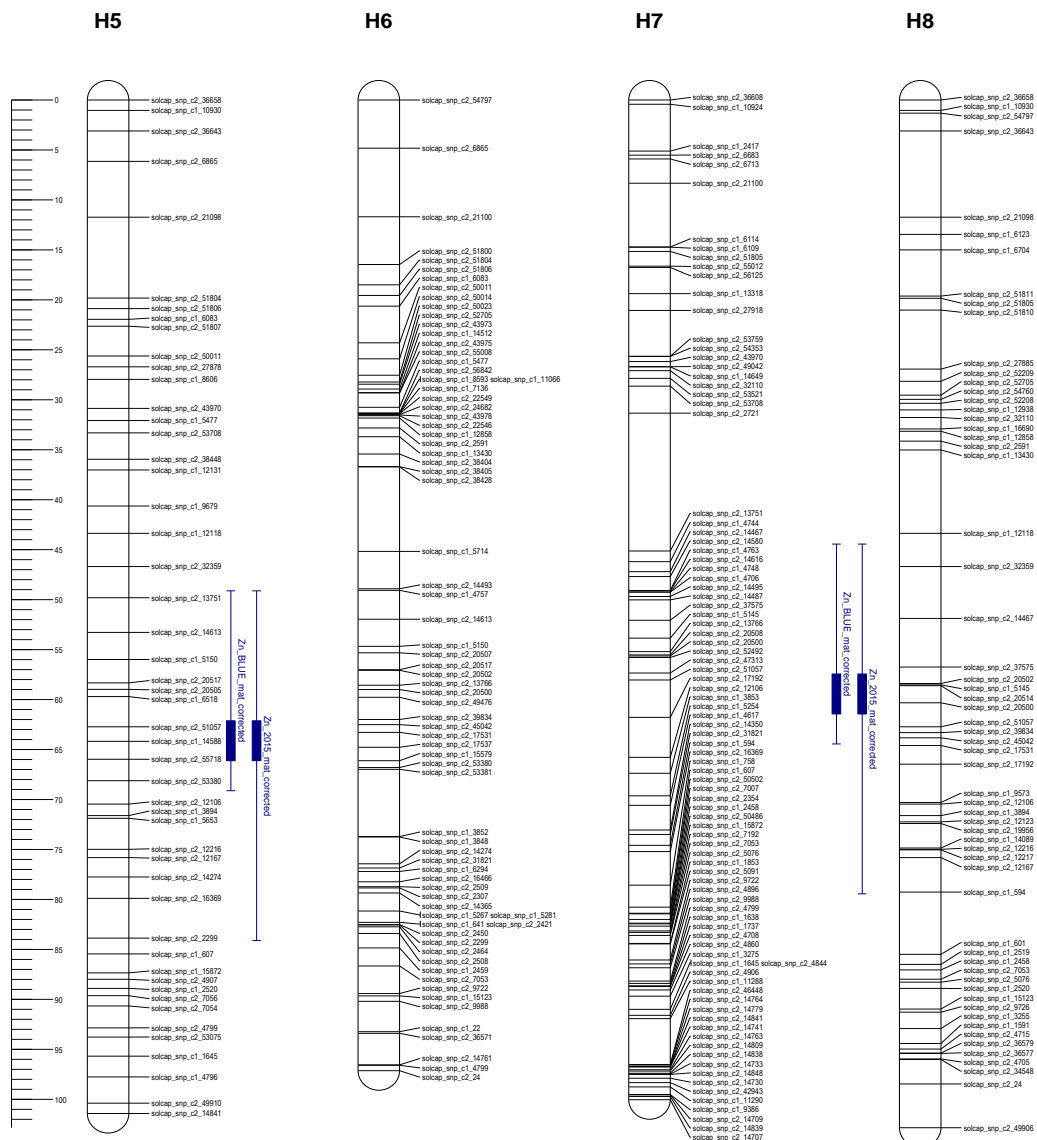 H5
H6
H7
H8
0
5
10
15
20
25
30
35
40
45
50
55
60
65
70
75
80
85
90
95
100
solcap_snp_c2_36658
solcap_snp_c1_10930
solcap_snp_c2_36643
solcap_snp_c2_6865
solcap_snp_c2_21098
solcap_snp_c2_51804
solcap_snp_c2_51806
solcap_snp_c1_6083
solcap_snp_c2_51807
solcap_snp_c2_50011
solcap_snp_c2_27878
solcap_snp_c1_8606
solcap_snp_c2_43970
solcap_snp_c1_5477
solcap_snp_c2_53708
solcap_snp_c2_38448
solcap_snp_c1_12131
solcap_snp_c1_9679
solcap_snp_c1_12118
solcap_snp_c2_32359
solcap_snp_c2_13751
solcap_snp_c2_14613
solcap_snp_c1_5150
solcap_snp_c2_20517
solcap_snp_c2_20505
solcap_snp_c1_6518
solcap_snp_c2_51057
solcap_snp_c1_14588
solcap_snp_c2_55718
solcap_snp_c2_53380
solcap_snp_c2_12106
solcap_snp_c1_3894
solcap_snp_c1_5653
solcap_snp_c2_12216
solcap_snp_c2_12167
solcap_snp_c2_14274
solcap_snp_c2_16369
solcap_snp_c2_2299
solcap_snp_c1_607
solcap_snp_c1_15872
solcap_snp_c2_4907
solcap_snp_c1_2520
solcap_snp_c2_7056
solcap_snp_c2_7054
solcap_snp_c2_4799
solcap_snp_c2_53075
solcap_snp_c1_1645
solcap_snp_c1_4796
solcap_snp_c2_49910
solcap_snp_c2_14841
Zn_BLUE_mat_corrected
Zn_2015_mat_corrected
solcap_snp_c2_54797
solcap_snp_c2_6865
solcap_snp_c2_21100
solcap_snp_c2_51800
solcap_snp_c2_51804
solcap_snp_c2_51806
solcap_snp_c1_6083
solcap_snp_c2_50011
solcap_snp_c2_50014
solcap_snp_c2_50023
solcap_snp_c2_52705
solcap_snp_c2_43973
solcap_snp_c1_14512
solcap_snp_c2_43975
solcap_snp_c2_55008
solcap_snp_c1_5477
solcap_snp_c2_56842
solcap_snp_c1_8593 solcap_snp_c1_11066
solcap_snp_c1_7136
solcap_snp_c2_22549
solcap_snp_c2_24682
solcap_snp_c2_43978
solcap_snp_c2_22546
solcap_snp_c1_12858
solcap_snp_c2_2591
solcap_snp_c1_13430
solcap_snp_c2_38404
solcap_snp_c2_38405
solcap_snp_c2_38428
solcap_snp_c1_5714
solcap_snp_c2_14493
solcap_snp_c1_4757
solcap_snp_c2_14613
solcap_snp_c1_5150
solcap_snp_c2_20507
solcap_snp_c2_20517
solcap_snp_c2_20502
solcap_snp_c2_13766
solcap_snp_c2_20500
solcap_snp_c2_49476
solcap_snp_c2_39834
solcap_snp_c2_45042
solcap_snp_c2_17531
solcap_snp_c2_17537
solcap_snp_c1_15579
solcap_snp_c2_53380
solcap_snp_c2_53381
solcap_snp_c1_3852
solcap_snp_c1_3848
solcap_snp_c2_14274
solcap_snp_c2_31821
solcap_snp_c1_6294
solcap_snp_c2_16466
solcap_snp_c2_2509
solcap_snp_c2_2307
solcap_snp_c2_14365
solcap_snp_c1_5267 solcap_snp_c1_5281
solcap_snp_c1_641 solcap_snp_c2_2421
solcap_snp_c2_2450
solcap_snp_c2_2299
solcap_snp_c2_2464
solcap_snp_c2_2508
solcap_snp_c1_2459
solcap_snp_c2_7053
solcap_snp_c2_9722
solcap_snp_c1_15123
solcap_snp_c2_9988
solcap_snp_c1_22
solcap_snp_c2_36571
solcap_snp_c2_14761
solcap_snp_c1_4799
solcap_snp_c2_24
solcap_snp_c2_36608
solcap_snp_c1_10924
solcap_snp_c1_2417
solcap_snp_c2_6683
solcap_snp_c2_6713
solcap_snp_c2_21100
solcap_snp_c1_6114
solcap_snp_c1_6109
solcap_snp_c2_51805
solcap_snp_c2_55012
solcap_snp_c2_56125
solcap_snp_c1_13318
solcap_snp_c2_27918
solcap_snp_c2_53759
solcap_snp_c2_54353
solcap_snp_c2_43970
solcap_snp_c2_49042
solcap_snp_c1_14649
solcap_snp_c2_32110
solcap_snp_c2_53521
solcap_snp_c2_53708
solcap_snp_c2_2721
solcap_snp_c2_13751
solcap_snp_c1_4744
solcap_snp_c2_14467
solcap_snp_c2_14580
solcap_snp_c1_4763
solcap_snp_c2_14616
solcap_snp_c1_4748
solcap_snp_c1_4706
solcap_snp_c2_14495
solcap_snp_c2_14487
solcap_snp_c2_37575
solcap_snp_c1_5145
solcap_snp_c2_13766
solcap_snp_c2_20508
solcap_snp_c2_20500
solcap_snp_c2_52492
solcap_snp_c2_47313
solcap_snp_c2_51057
solcap_snp_c2_17192
solcap_snp_c2_12106
solcap_snp_c1_3853
solcap_snp_c1_5254
solcap_snp_c1_4617
solcap_snp_c2_14350
solcap_snp_c2_31821
solcap_snp_c1_594
solcap_snp_c2_16369
solcap_snp_c1_758
solcap_snp_c1_607
solcap_snp_c2_50502
solcap_snp_c2_7007
solcap_snp_c2_2354
solcap_snp_c1_2458
solcap_snp_c2_50486
solcap_snp_c1_15872
solcap_snp_c2_7192
solcap_snp_c2_7053
solcap_snp_c2_5076
solcap_snp_c1_1853
solcap_snp_c2_5091
solcap_snp_c2_9722
solcap_snp_c2_4896
solcap_snp_c2_9988
solcap_snp_c2_4799
solcap_snp_c1_1638
solcap_snp_c1_1737
solcap_snp_c2_4708
solcap_snp_c2_4860
solcap_snp_c1_3275
solcap_snp_c1_1645 solcap_snp_c2_4844
solcap_snp_c2_4906
solcap_snp_c1_11288
solcap_snp_c2_46448
solcap_snp_c2_14764
solcap_snp_c2_14779
solcap_snp_c2_14841
solcap_snp_c2_14741
solcap_snp_c2_14763
solcap_snp_c2_14809
solcap_snp_c2_14838
solcap_snp_c2_14733
solcap_snp_c2_14848
solcap_snp_c2_14730
solcap_snp_c2_42943
solcap_snp_c1_11290
solcap_snp_c1_9386
solcap_snp_c2_14709
solcap_snp_c2_14839
solcap_snp_c2_14707
Zn_BLUE_mat_corrected
Zn_2015_mat_corrected
solcap_snp_c2_36658
solcap_snp_c1_10930
solcap_snp_c2_54797
solcap_snp_c2_36643
solcap_snp_c2_21098
solcap_snp_c1_6123
solcap_snp_c1_6704
solcap_snp_c2_51811
solcap_snp_c2_51805
solcap_snp_c2_51810
solcap_snp_c2_27885
solcap_snp_c2_52209
solcap_snp_c2_52705
solcap_snp_c2_54760
solcap_snp_c2_52208
solcap_snp_c1_12938
solcap_snp_c2_32110
solcap_snp_c1_16690
solcap_snp_c1_12858
solcap_snp_c2_2591
solcap_snp_c1_13430
solcap_snp_c1_12118
solcap_snp_c2_32359
solcap_snp_c2_14467
solcap_snp_c2_37575
solcap_snp_c2_20502
solcap_snp_c1_5145
solcap_snp_c2_20514
solcap_snp_c2_20500
solcap_snp_c2_51057
solcap_snp_c2_39834
solcap_snp_c2_45042
solcap_snp_c2_17531
solcap_snp_c2_17192
solcap_snp_c1_9573
solcap_snp_c2_12106
solcap_snp_c1_3894
solcap_snp_c2_12123
solcap_snp_c2_19956
solcap_snp_c1_14089
solcap_snp_c2_12216
solcap_snp_c2_12217
solcap_snp_c2_12167
solcap_snp_c1_594
solcap_snp_c1_601
solcap_snp_c1_2519
solcap_snp_c1_2458
solcap_snp_c2_7053
solcap_snp_c2_5076
solcap_snp_c1_2520
solcap_snp_c1_15123
solcap_snp_c2_9726
solcap_snp_c1_3255
solcap_snp_c1_1591
solcap_snp_c2_4715
solcap_snp_c2_36579
solcap_snp_c2_36577
solcap_snp_c2_4705
solcap_snp_c2_34548
solcap_snp_c2_24
solcap_snp_c2_49906